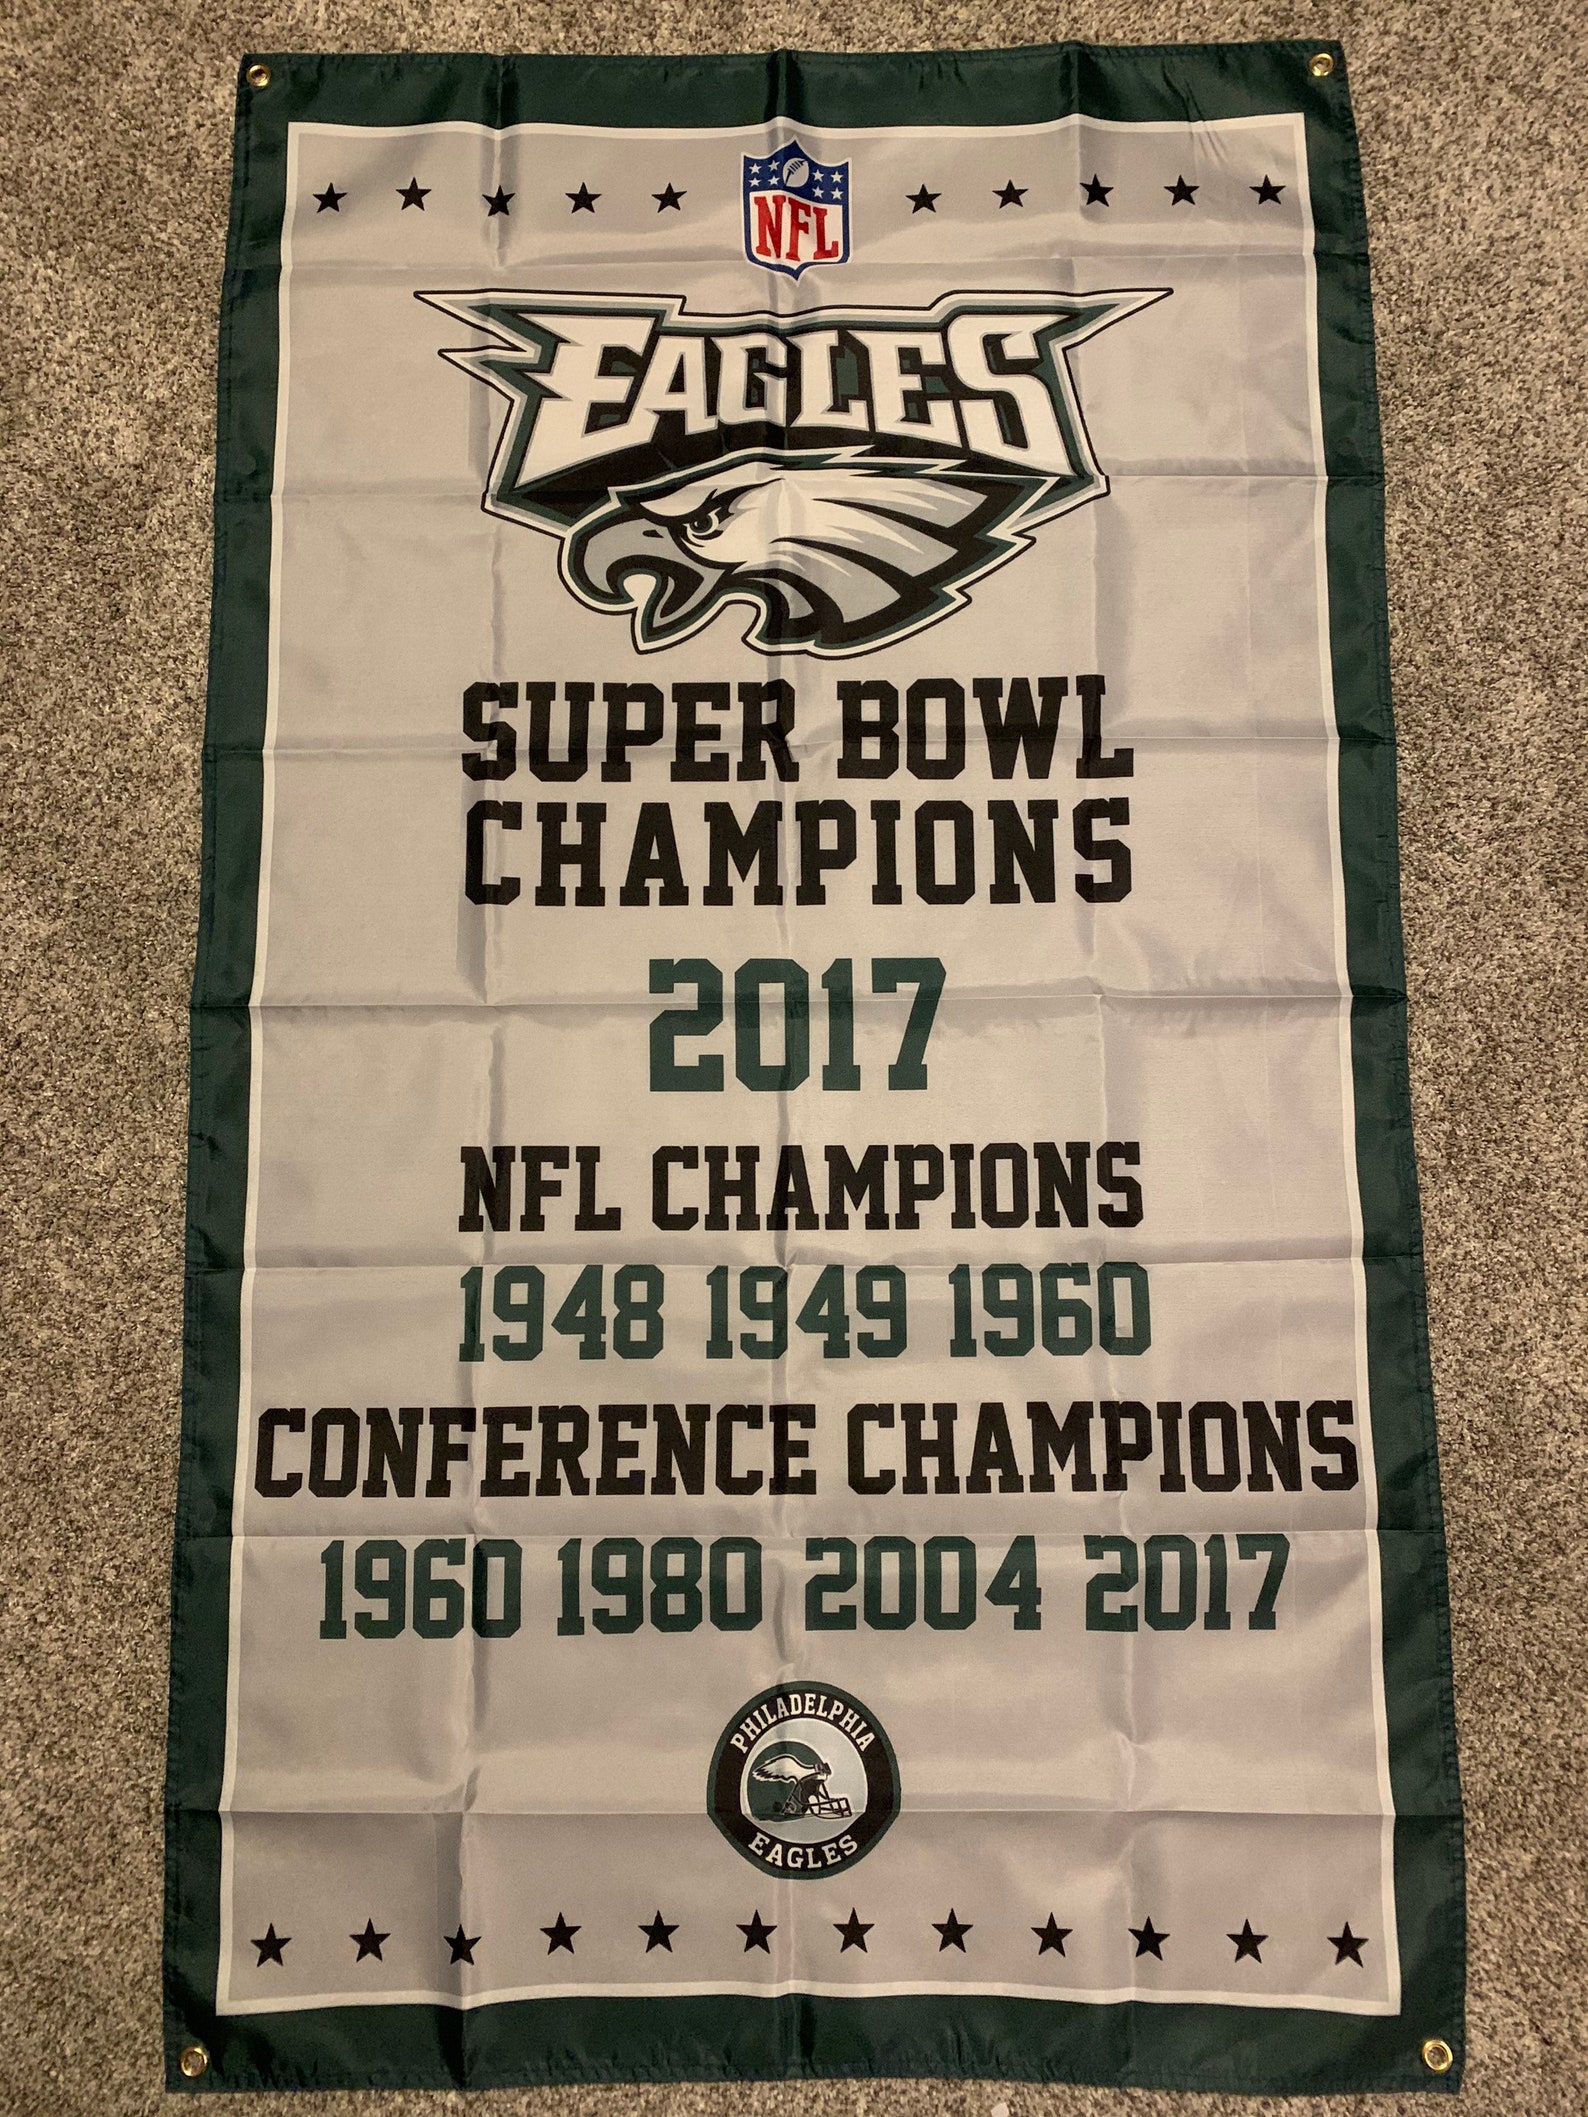 NFL
EAGLES
SUPER BOWL
CHAMPIONS
2017
NFL CHAMPIONS
1948 1949 1960
CONFERENCE CHAMPIONS
1960 1980 2004 2017
PHILADELPHIA
EAGLES